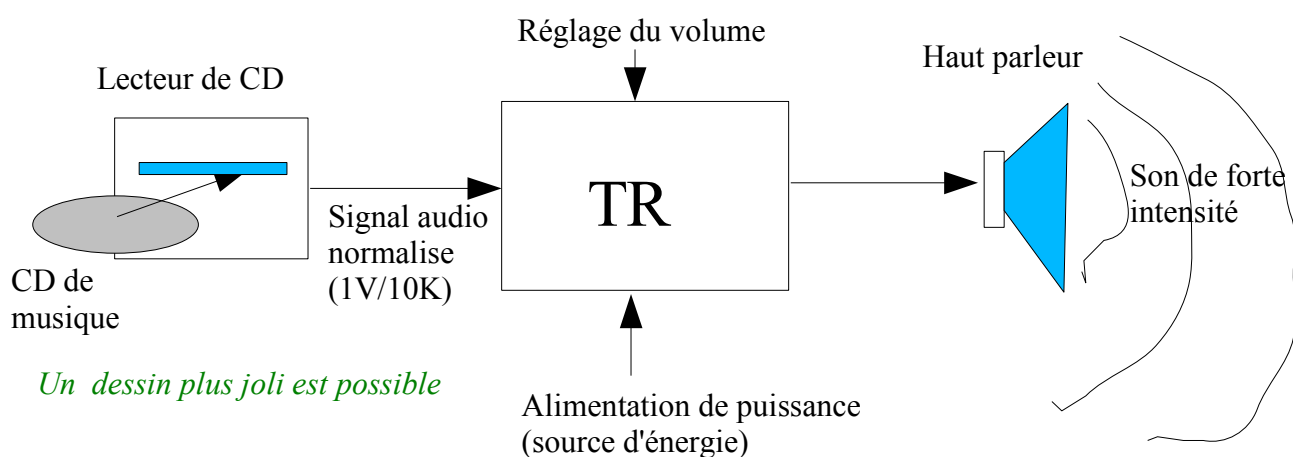 Réglage du volume
Lecteur de CD
Haut parleur
TR
Signal audio
normalise
(1V/10K)
Son de forte
intensité
CD de
musique
Un dessin plus joli est possible
Alimentation de puissance
(source d'énergie)